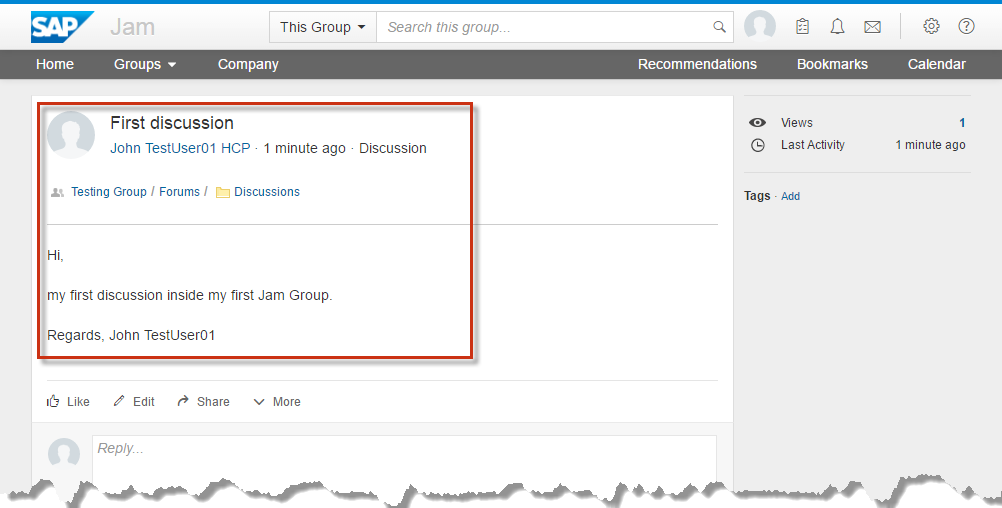 SAP Jam This Group Search this group...
Home Groups Company Recommendations Bookmarks Calendar
First discussion
John TestUser01 HCP · 1 minute ago · Discussion
Testing Group / Forums / Discussions
Hi,
my first discussion inside my first Jam Group.
Regards, John TestUser01
Like Edit Share More
Reply...
Views 1
Last Activity 1 minute ago
Tags · Add